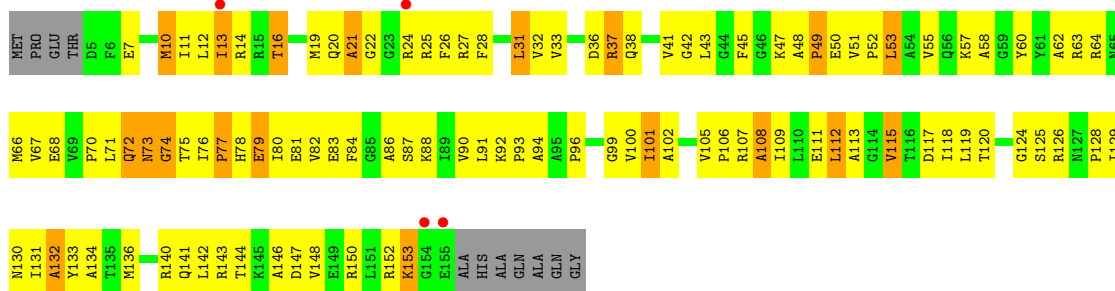 MET PRO GLU THR D5 F6 E7 M10 I11 L12 I13 R14 R15 T16 M19 Q20 A21 G22 G23 R24 R25 F26 R27 F28 L31 V32 V33 D36 R37 Q38 V41 G42 L43 G44 F45 G46 K47 A48 P49 E50 V51 P52 L53 A54 V55 Q56 K57 A58 G59 Y60 Y61 A62 R63 R64 N65
M66 V67 E68 V69 P70 L71 Q72 N73 G74 T75 I76 P77 H78 E79 I80 E81 V82 E83 F84 G85 A86 S87 K88 I89 V90 L91 K92 P93 A94 A95 P96 G99 V100 I101 A102 V105 P106 R107 A108 I109 L110 E111 L112 A113 G114 V115 T116 D117 I118 L119 T120 G124 S125 R126 N127 P128 I129
N130 I131 A132 Y133 A134 T135 M136 R140 Q141 L142 R143 T144 K145 A146 D147 V148 E149 R150 L151 R152 K153 G154 E155 ALA HIS ALA GLN ALA GLN GLY